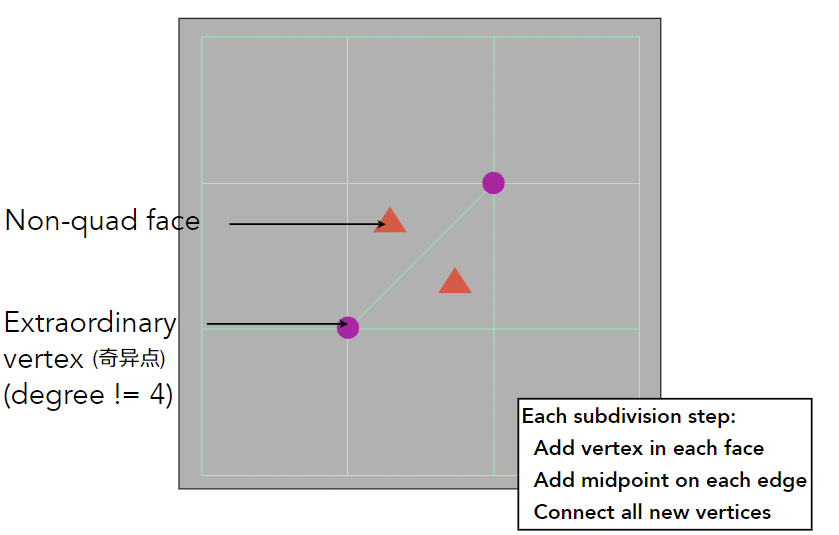 Non-quad face
Extraordinary
vertex (奇异点)
(degree != 4)
Each subdivision step:
Add vertex in each face
Add midpoint on each edge
Connect all new vertices